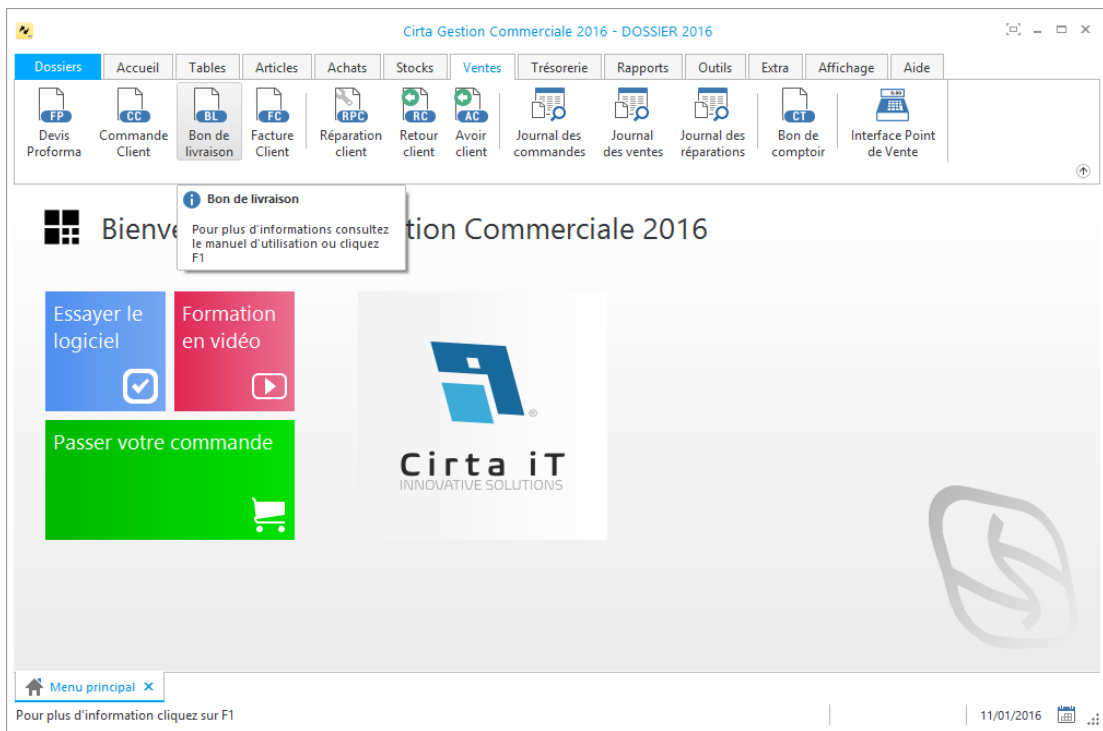 Cirta Gestion Commerciale 2016 - DOSSIER 2016
Dossiers Accueil Tables Articles Achats Stocks Ventes Trésorerie Rapports Outils Extra Affichage Aide
FP CC BL FC RPC RC AC CT 0.00
Devis Commande Bon de Facture Réparation Retour Avoir Journal des Journal Journal des Bon de Interface Point
Proforma Client livraison Client client client client commandes des ventes réparations comptoir de Vente
Bon de livraison
Pour plus d'informations consultez
le manuel d'utilisation ou cliquez
F1
Bienve tion Commerciale 2016
Essayer le
logiciel
Formation
en vidéo
Passer votre commande
Cirta iT
INNOVATIVE SOLUTIONS
®
Menu principal
Pour plus d'information cliquez sur F1
11/01/2016